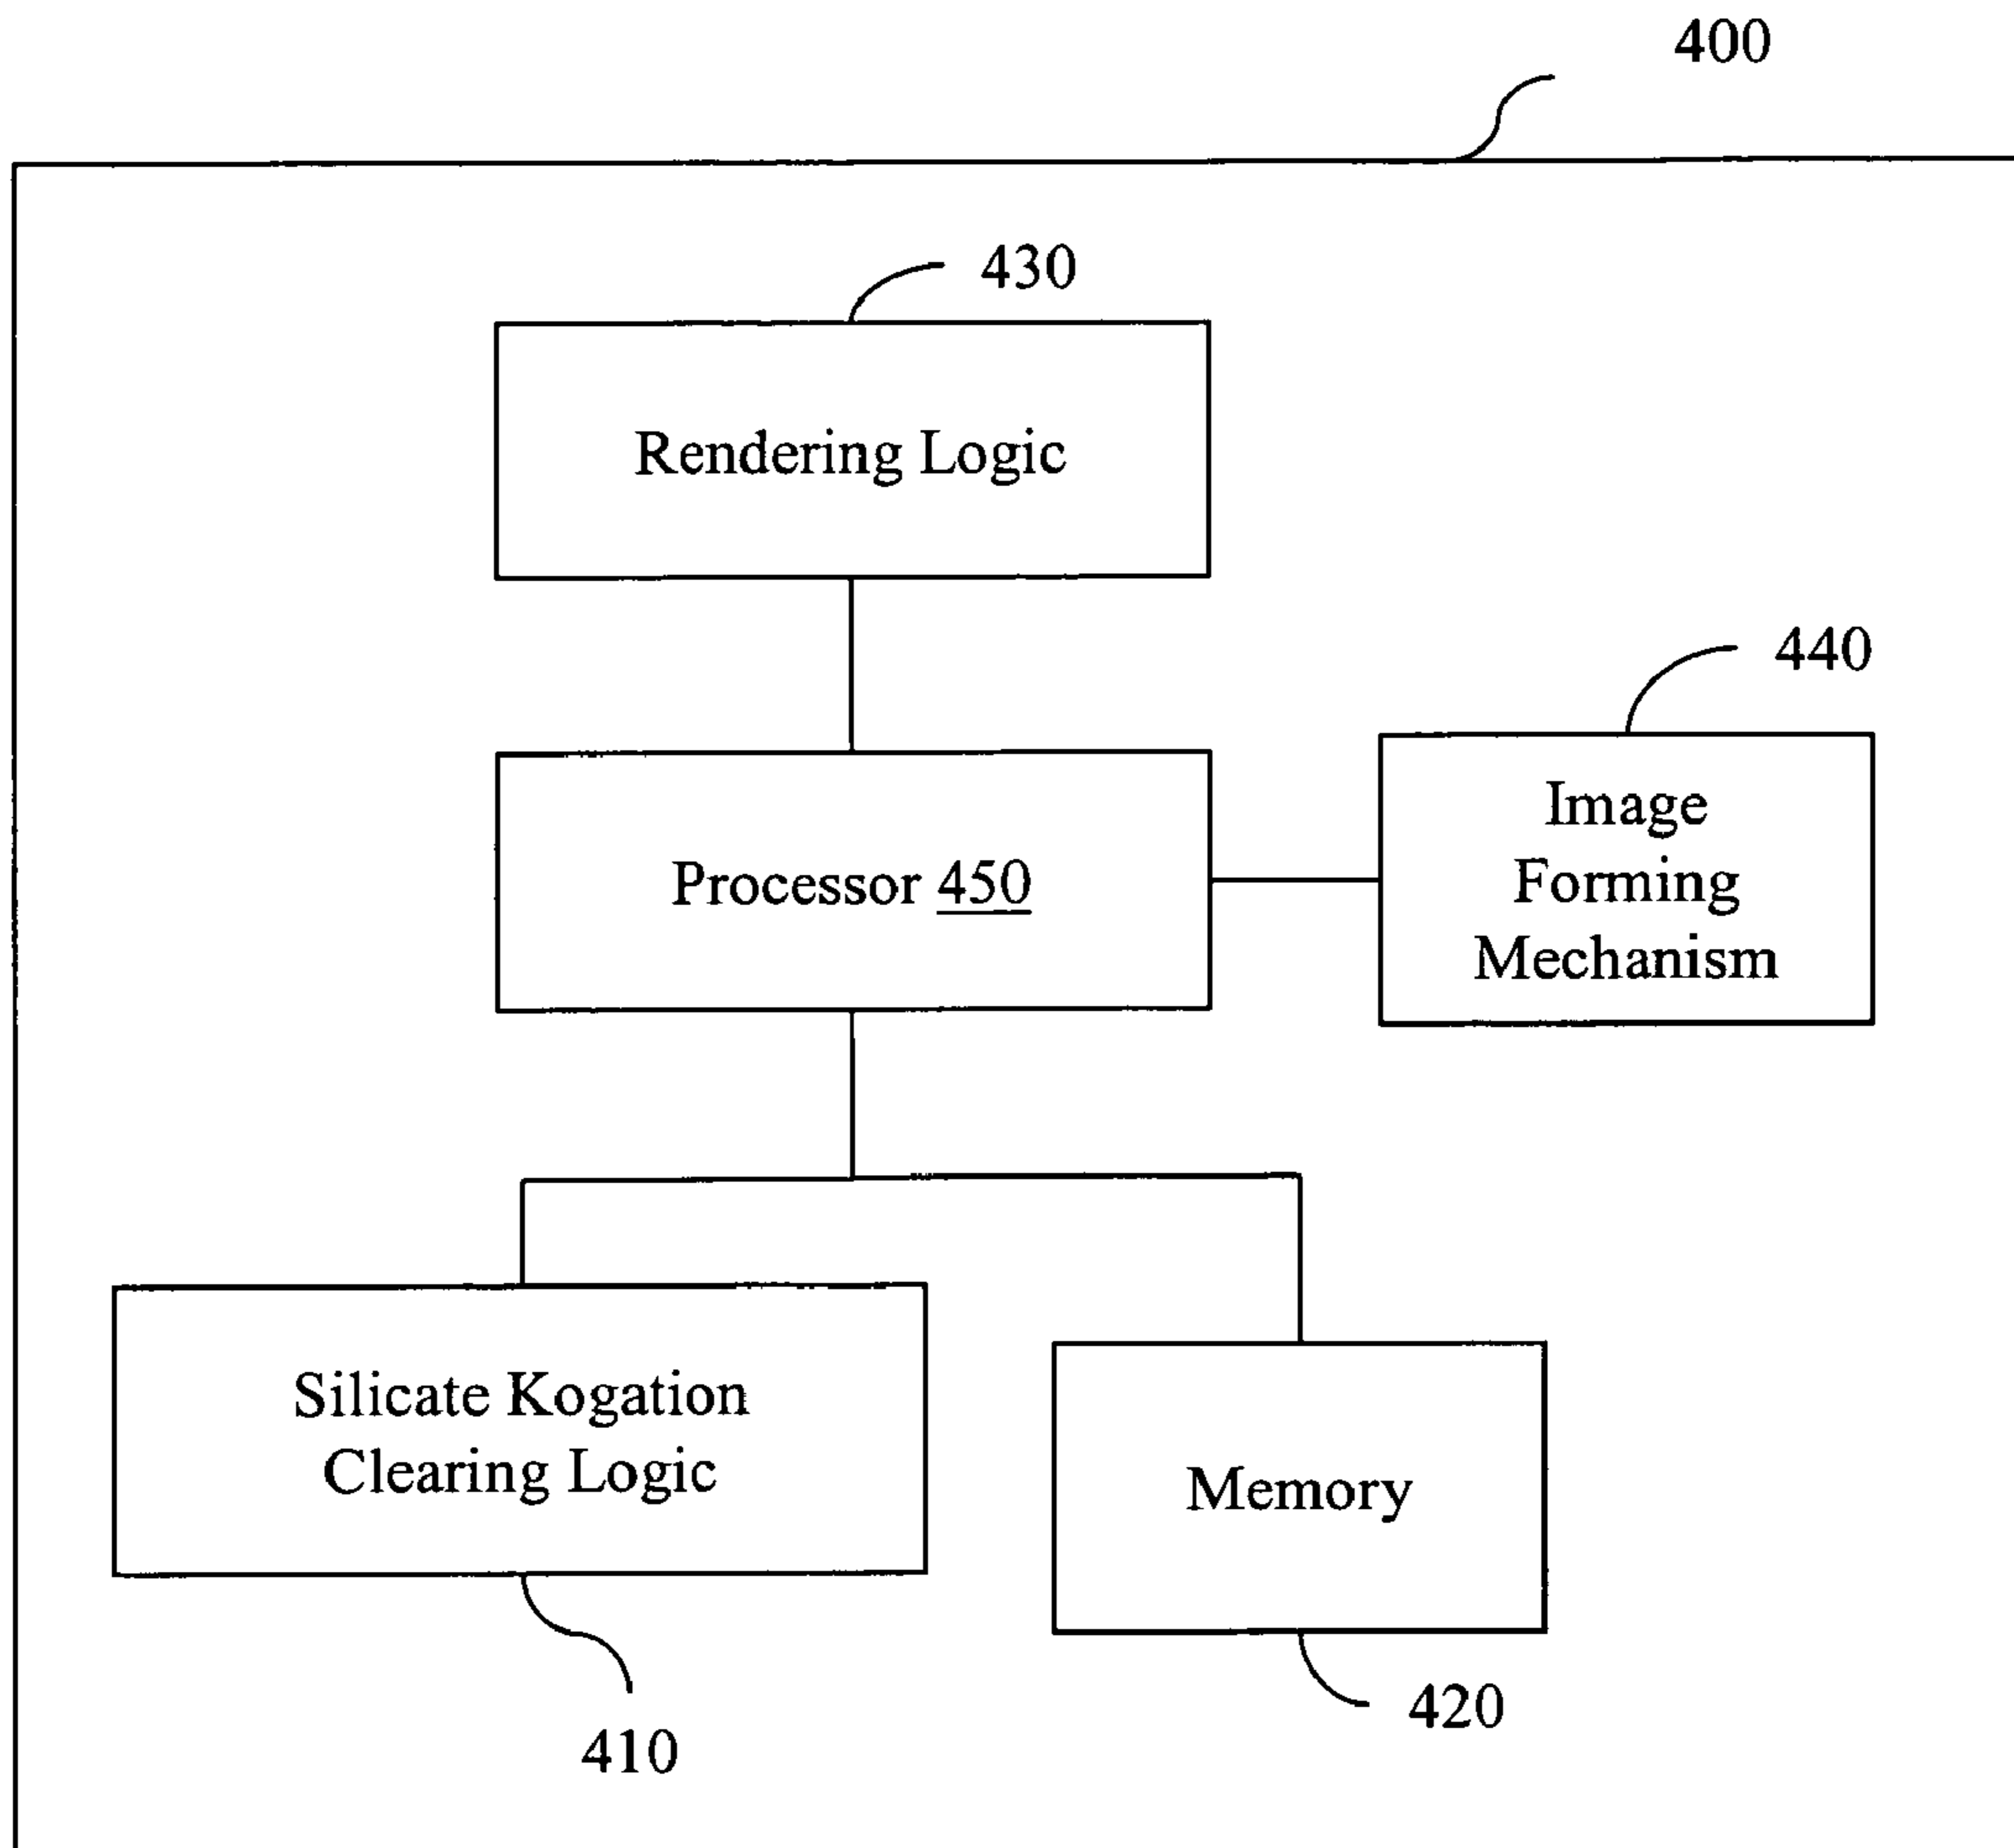 400
430
Rendering Logic
440
Image
Forming
Mechanism
Processor 450
Silicate Kogation
Clearing Logic
Memory
420
410